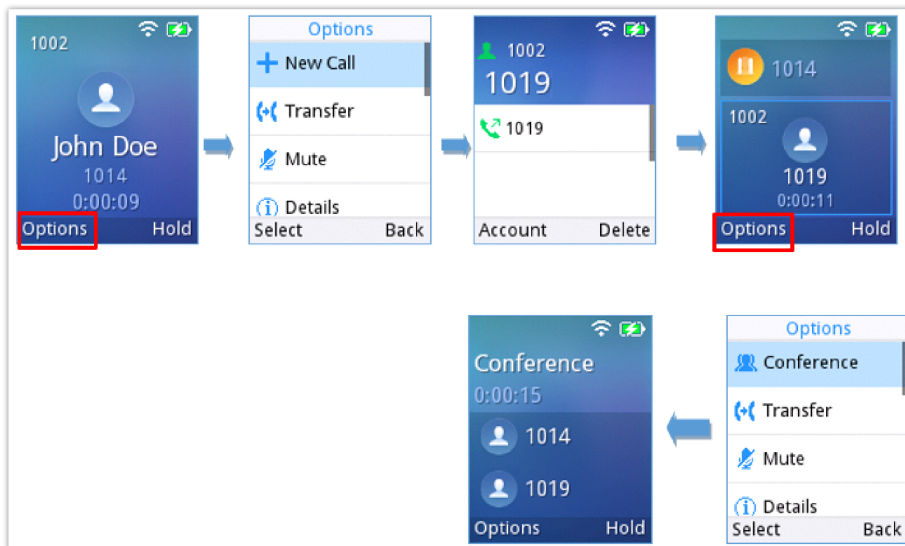 1002
John Doe
1014
0:00:09
Options Hold
Options
New Call
Transfer
Mute
Details
Select Back
1002
1019
1019
Account Delete
1014
1002
1019
0:00:11
Options Hold
Options
Conference
Transfer
Mute
Details
Select Back
Conference
0:00:15
1014
1019
Options Hold